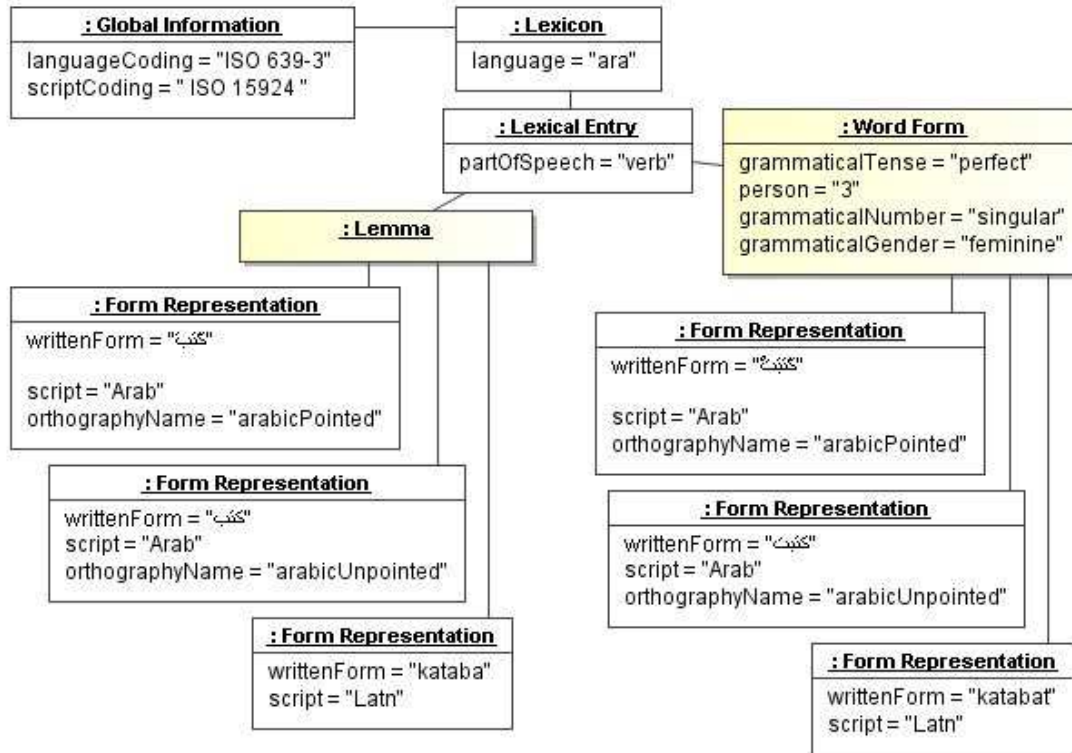 : Global Information
languageCoding = "ISO 639-3"
scriptCoding = " ISO 15924 "
: Lexicon
language = "ara"
: Lexical Entry
partOfSpeech = "verb"
: Word Form
grammaticalTense = "perfect"
person = "3"
grammaticalNumber = "singular"
grammaticalGender = "feminine"
: Lemma
: Form Representation
writtenForm = "كَتَبَ"
script = "Arab"
orthographyName = "arabicPointed"
: Form Representation
writtenForm = "كتب"
script = "Arab"
orthographyName = "arabicUnpointed"
: Form Representation
writtenForm = "kataba"
script = "Latn"
: Form Representation
writtenForm = "كَتَبَتْ"
script = "Arab"
orthographyName = "arabicPointed"
: Form Representation
writtenForm = "كتبت"
script = "Arab"
orthographyName = "arabicUnpointed"
: Form Representation
writtenForm = "katabat"
script = "Latn"